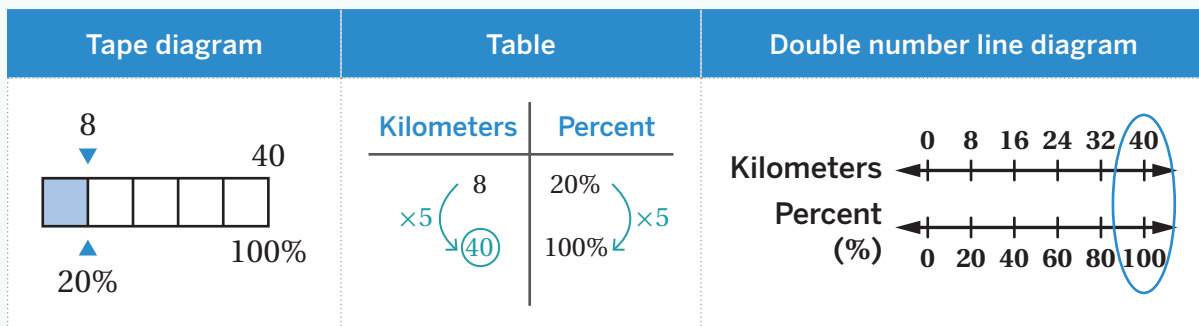 Tape diagram
Table
Double number line diagram
8
40
100%
20%
Kilometers Percent
8 20%
×5 ×5
40 100%
0 8 16 24 32 40
Kilometers
Percent
(%)
0 20 40 60 80 100